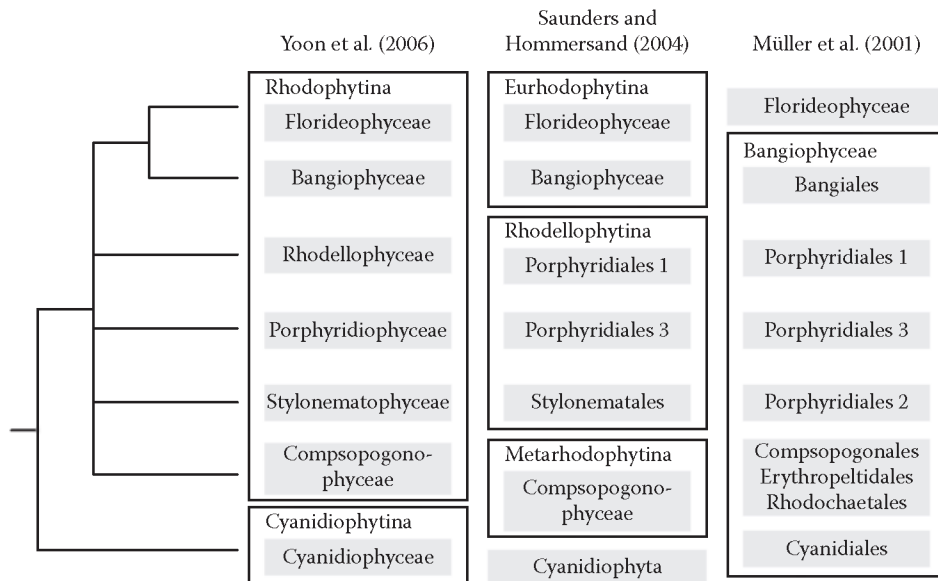 Yoon et al. (2006)
Saunders and
Hommersand (2004)
Müller et al. (2001)
Rhodophytina
Florideophyceae
Bangiophyceae
Rhodellophyceae
Porphyridiophyceae
Stylonematophyceae
Compsopogono-
phyceae
Cyanidiophytina
Cyanidiophyceae
Eurhodophytina
Florideophyceae
Bangiophyceae
Rhodellophytina
Porphyridiales 1
Porphyridiales 3
Stylonematales
Metarhodophytina
Compsopogono-
phyceae
Cyanidiophyta
Florideophyceae
Bangiophyceae
Bangiales
Porphyridiales 1
Porphyridiales 3
Porphyridiales 2
Compsopogonales
Erythropeltidales
Rhodochaetales
Cyanidiales